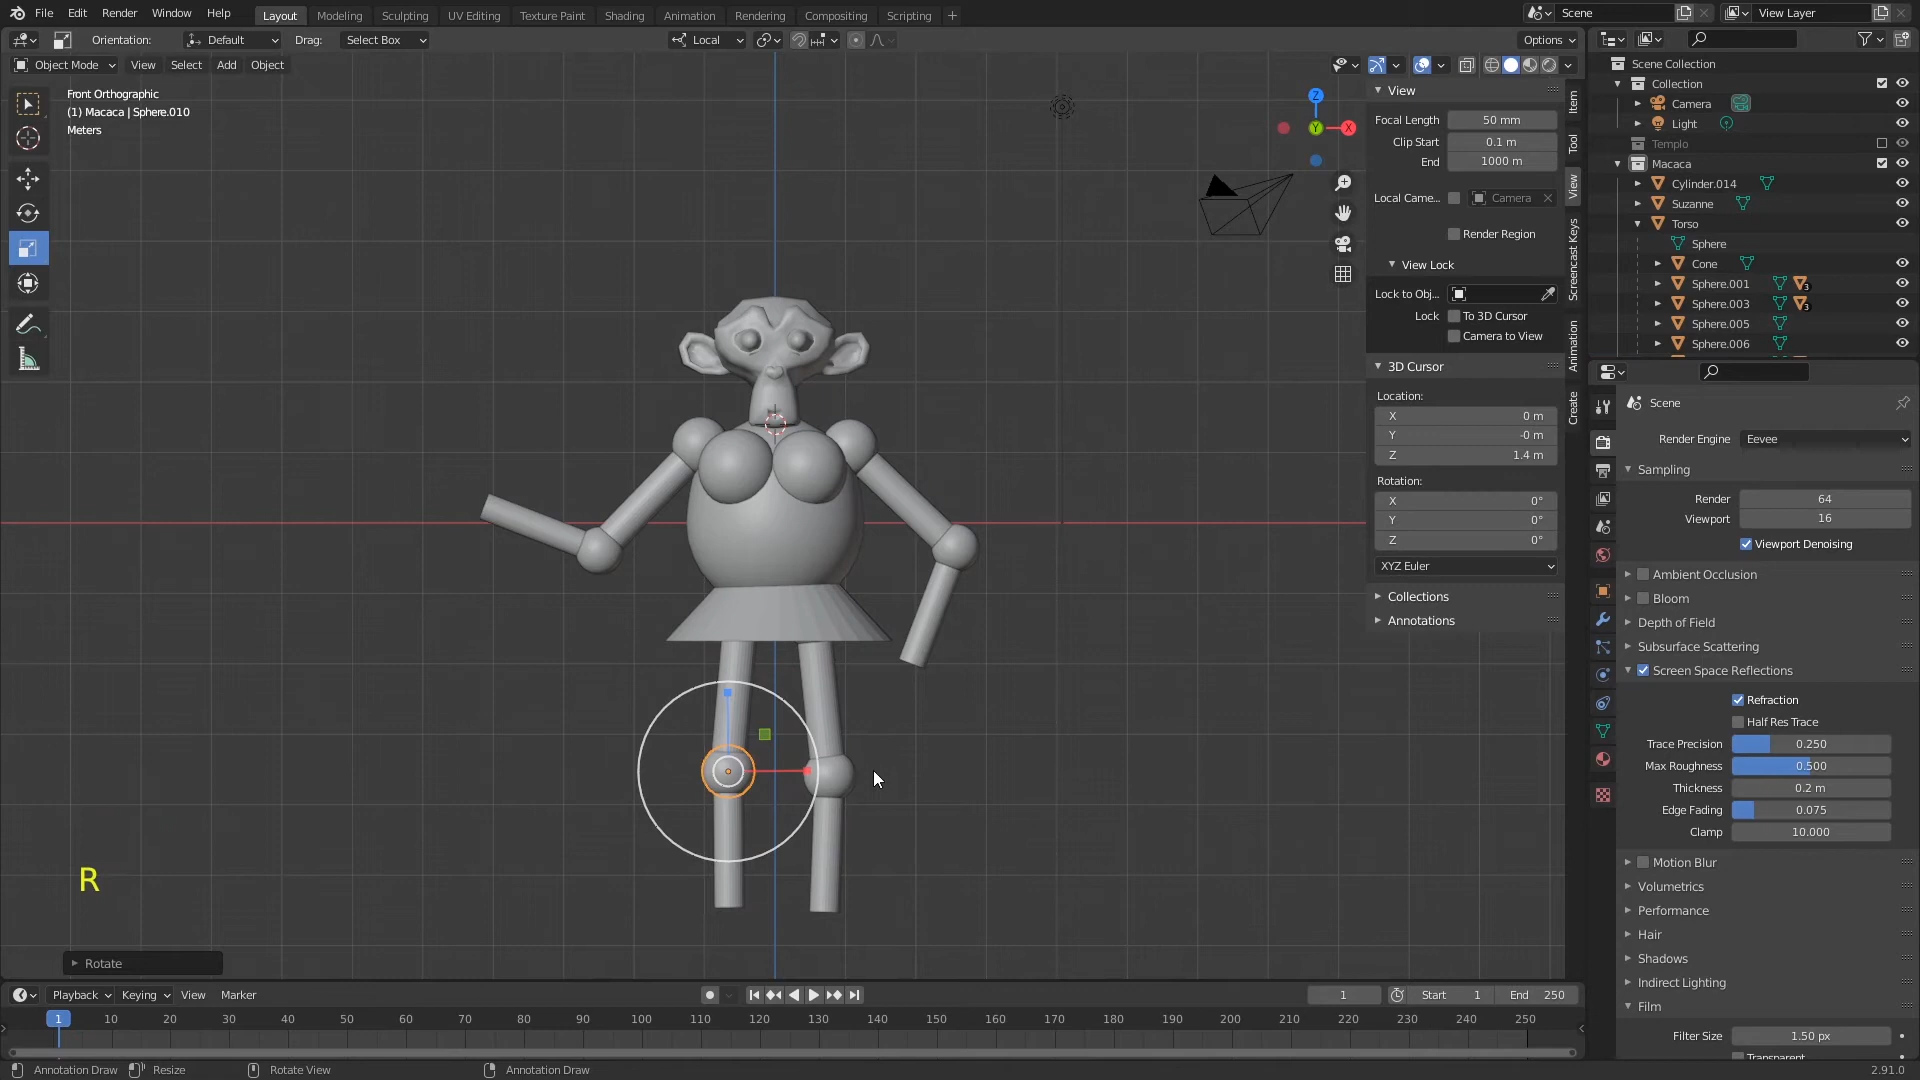 File Edit Render Window Help Layout Modeling Sculpting UV Editing Texture Paint Shading Animation Rendering Compositing Scripting + Scene View Layer
Orientation: Default Drag: Select Box Local Options
Object Mode View Select Add Object
Front Orthographic
(1) Macaca | Sphere.010
Meters
Z
Y
X
View
Focal Length 50 mm
Clip Start 0.1 m
End 1000 m
Local Came... Camera
Render Region
View Lock
Lock to Obj...
Lock To 3D Cursor
Camera to View
3D Cursor
Location:
X 0 m
Y -0 m
Z 1.4 m
Rotation:
X 0°
Y 0°
Z 0°
XYZ Euler
Collections
Annotations
Item
Tool
View
Screencast Keys
Animation
Create
Scene Collection
Collection
Camera
Light
Templo
Macaca
Cylinder.014
Suzanne
Torso
Sphere
Cone
Sphere.001 3
Sphere.003 3
Sphere.005
Sphere.006
Scene
Render Engine Eevee
Sampling
Render 64
Viewport 16
Viewport Denoising
Ambient Occlusion
Bloom
Depth of Field
Subsurface Scattering
Screen Space Reflections
Refraction
Half Res Trace
Trace Precision 0.250
Max Roughness 0.500
Thickness 0.2 m
Edge Fading 0.075
Clamp 10.000
Motion Blur
Volumetrics
Performance
Hair
Shadows
Indirect Lighting
Film
Filter Size 1.50 px
Transparent
R
Rotate
Playback Keying View Marker 1 Start 1 End 250
1 10 20 30 40 50 60 70 80 90 100 110 120 130 140 150 160 170 180 190 200 210 220 230 240 250
Annotation Draw Resize Rotate View Annotation Draw 2.91.0